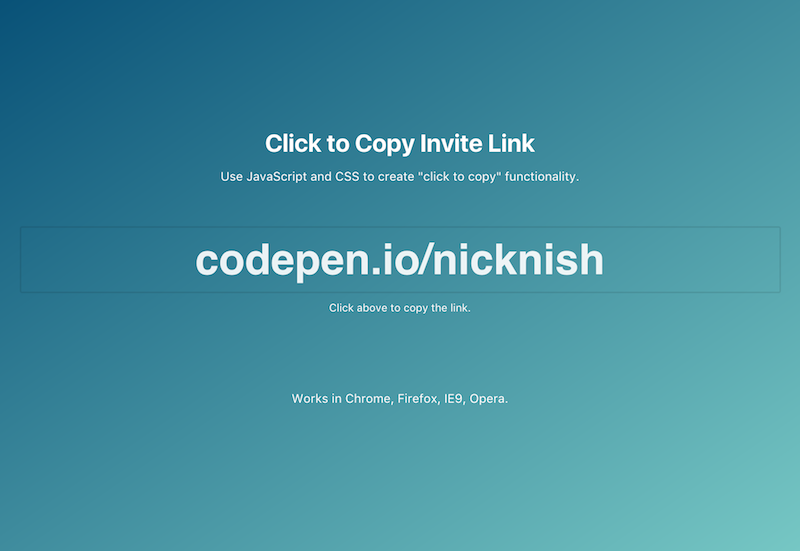 Click to Copy Invite Link
Use JavaScript and CSS to create "click to copy" functionality.
codepen.io/nicknish
Click above to copy the link.
Works in Chrome, Firefox, IE9, Opera.